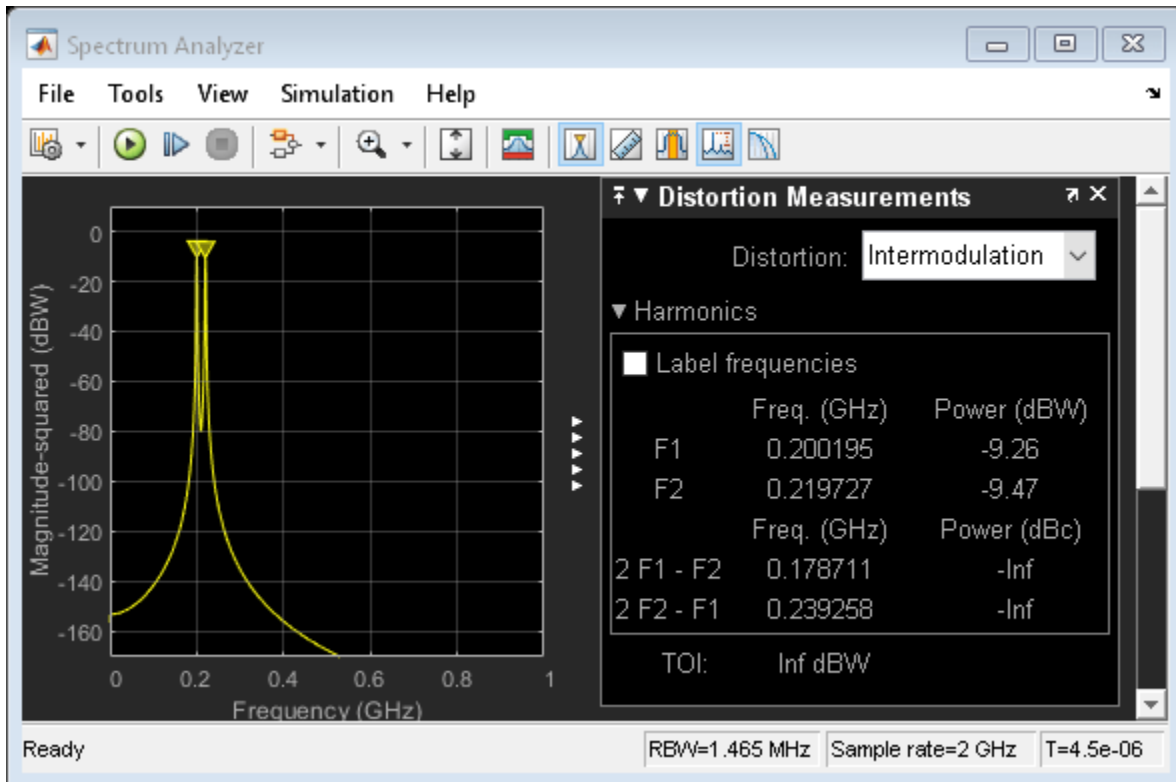 Spectrum Analyzer
File Tools View Simulation Help
Distortion Measurements
Distortion: Intermodulation
Harmonics
Label frequencies
Freq. (GHz) Power (dBW)
F1 0.200195 -9.26
F2 0.219727 -9.47
Freq. (GHz) Power (dBc)
2 F1 - F2 0.178711 -Inf
2 F2 - F1 0.239258 -Inf
TOI: Inf dBW
Magnitude-squared (dBW)
0
-20
-40
-60
-80
-100
-120
-140
-160
0 0.2 0.4 0.6 0.8 1
Frequency (GHz)
Ready RBW=1.465 MHz Sample rate=2 GHz T=4.5e-06